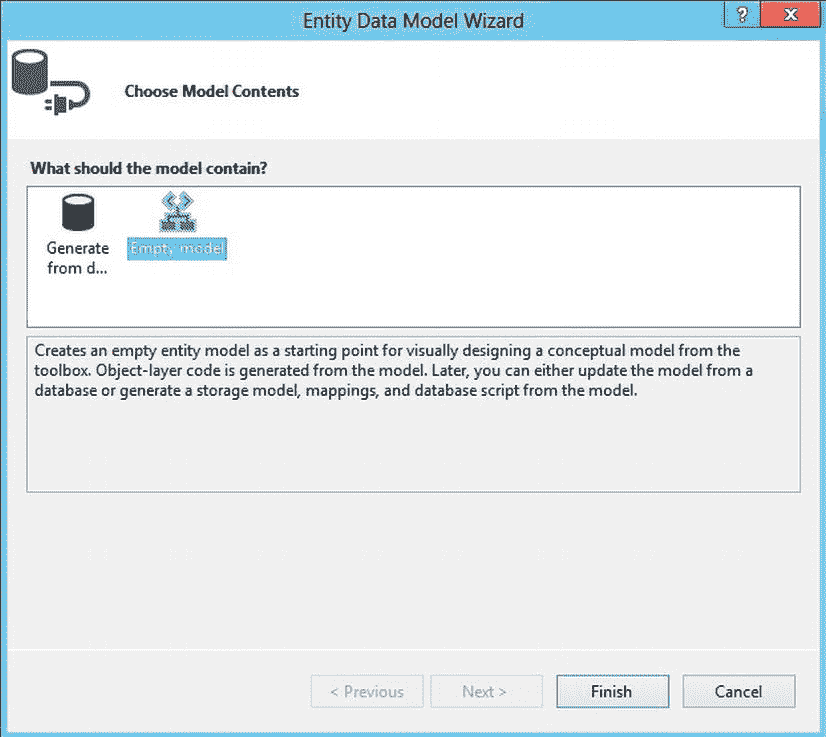 Entity Data Model Wizard
?
X
Choose Model Contents
What should the model contain?
Generate
from d...
Empty model
Creates an empty entity model as a starting point for visually designing a conceptual model from the
toolbox. Object-layer code is generated from the model. Later, you can either update the model from a
database or generate a storage model, mappings, and database script from the model.
< Previous
Next >
Finish
Cancel